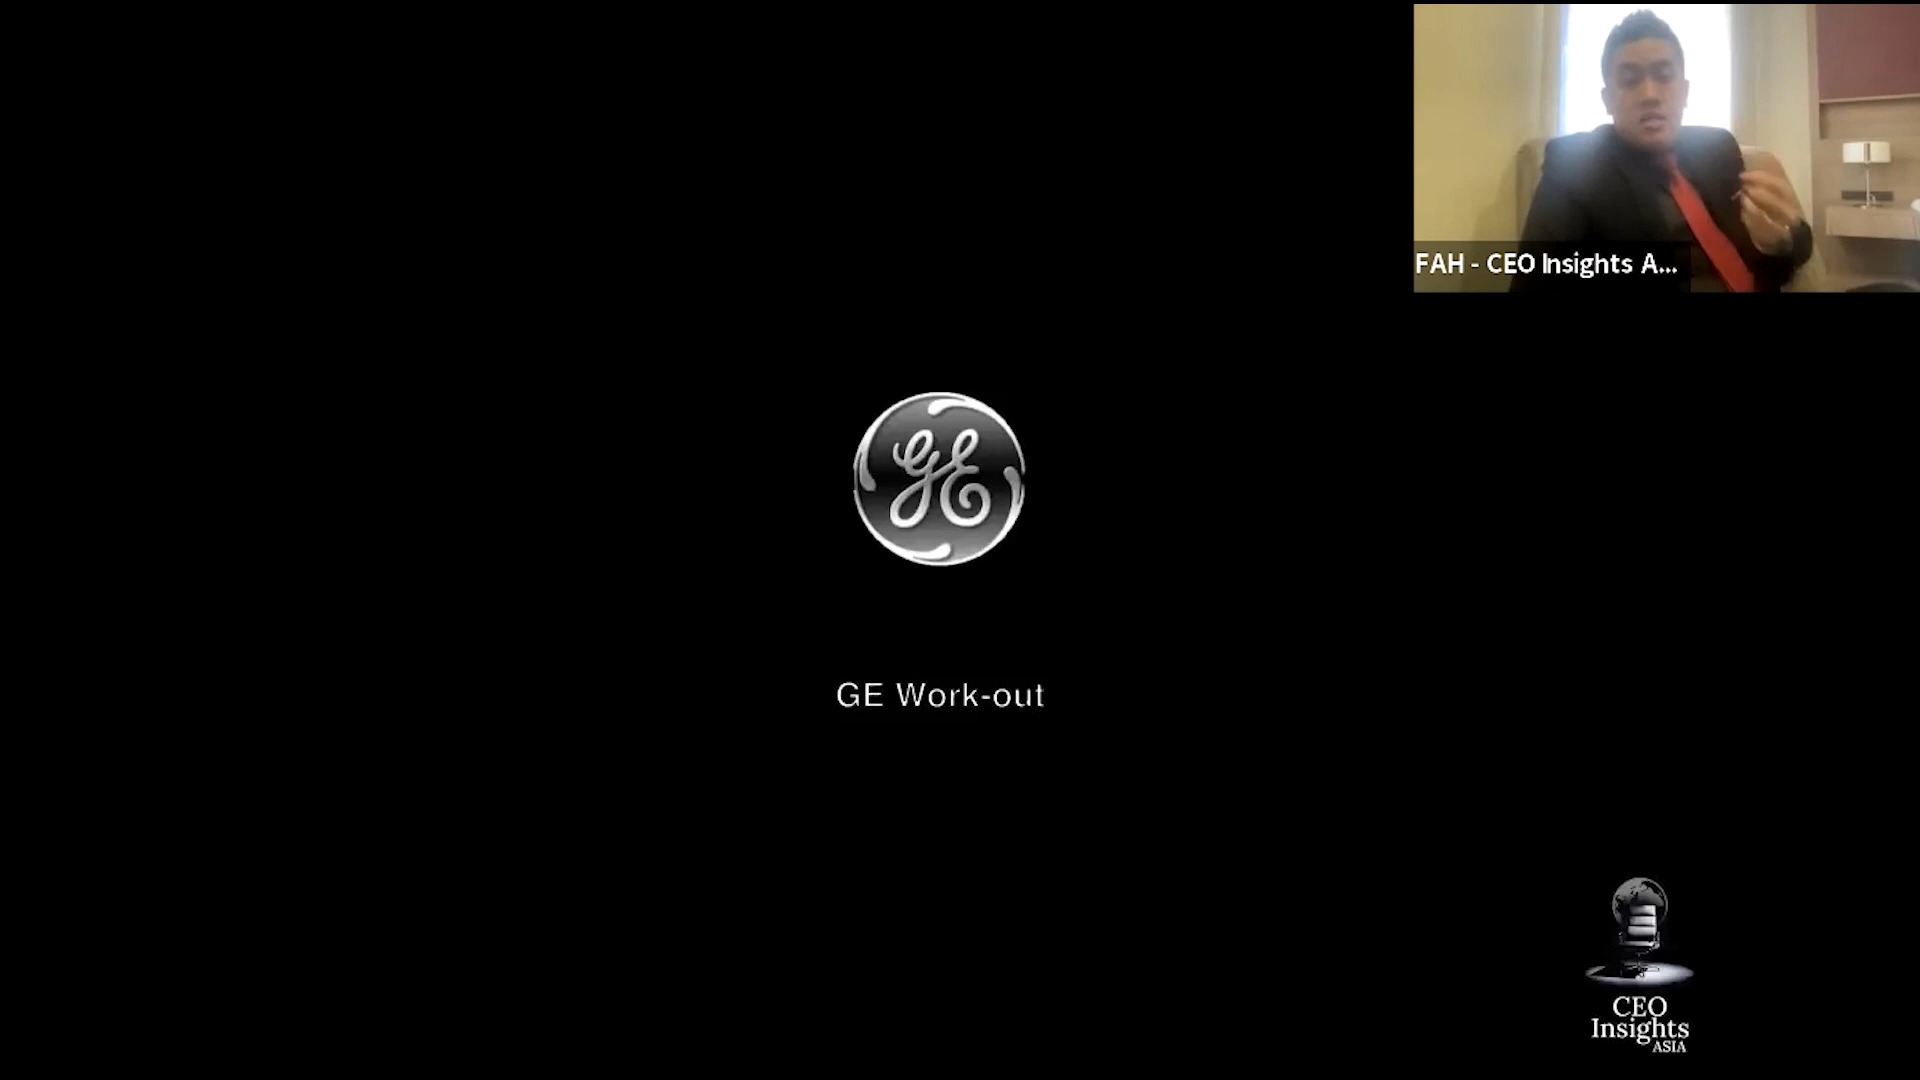 FAH - CEO Insights A...
GE
GE Work-out
CEO
Insights
ASIA